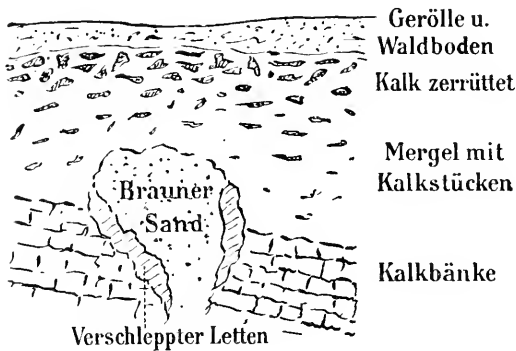 Gerölle u.
Waldboden
Kalk zerrüttet
Mergel mit
Kalkstücken
Brauner
Sand
Kalkbänke
Verschleppter Letten